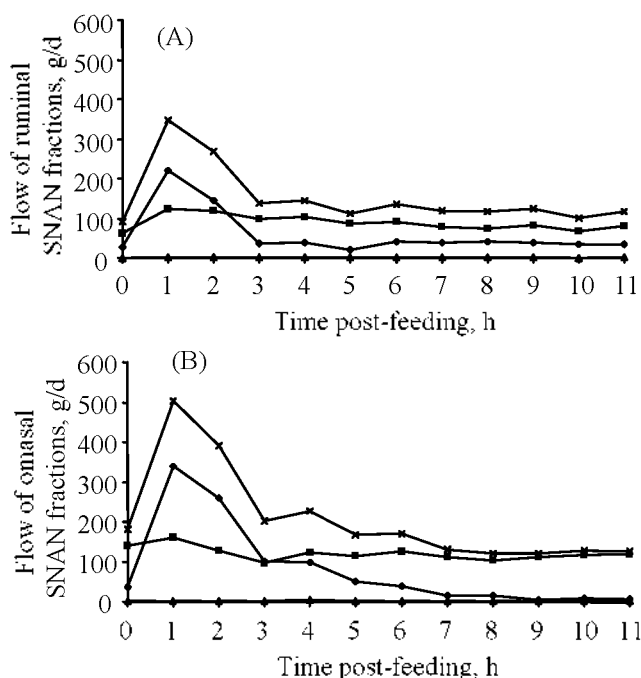 (A)
Flow of ruminal
SNAN fractions, g/d
600
500
400
300
200
100
0
0 1 2 3 4 5 6 7 8 9 10 11
Time post-feeding, h
(B)
Flow of omasal
SNAN fractions, g/d
600
500
400
300
200
100
0
0 1 2 3 4 5 6 7 8 9 10 11
Time post-feeding, h